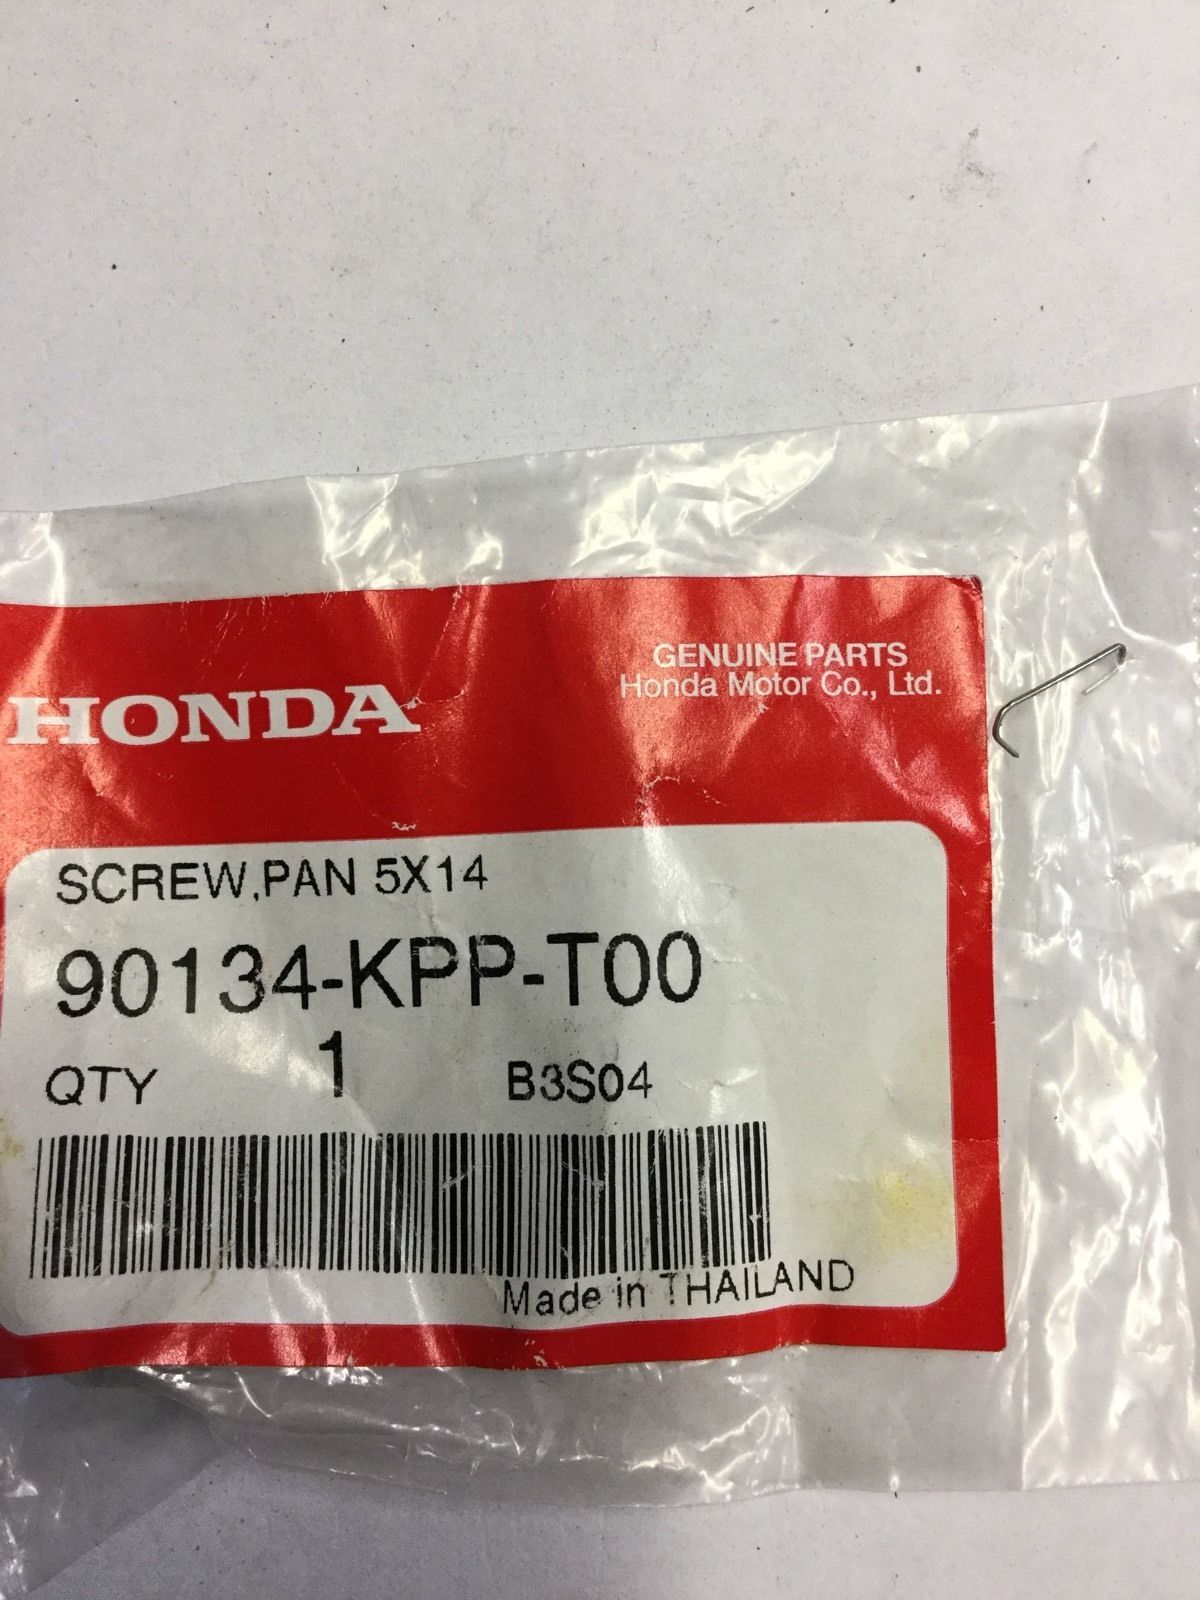 GENUINE PARTS
Honda Motor Co., Ltd.
HONDA
SCREW,PAN 5X14
90134-KPP-T00
QTY 1 B3S04
Made in THAILAND